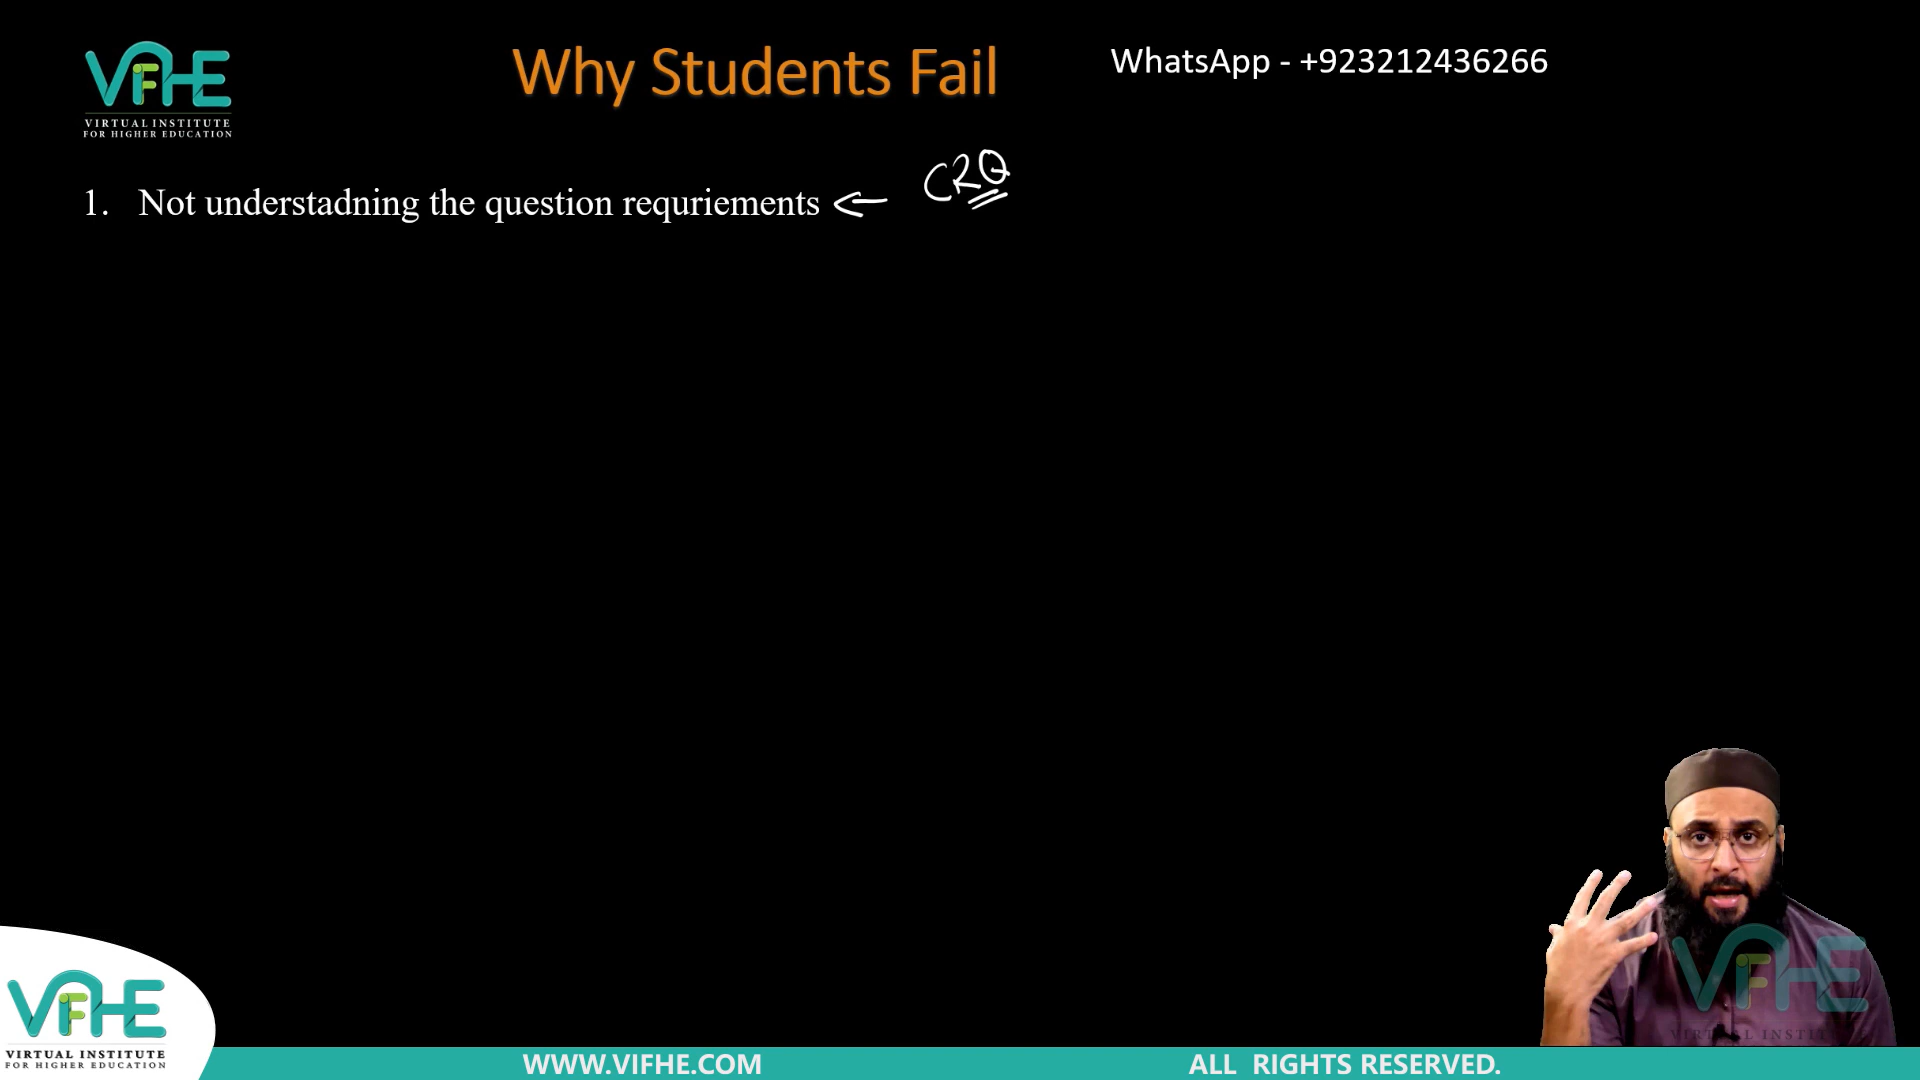 VIFHE
VIRTUAL INSTITUTE
FOR HIGHER EDUCATION
Why Students Fail
WhatsApp - +923212436266
CRQ
1. Not understadning the question requriements
VIFHE
VIRTUAL INSTITUTE
FOR HIGHER EDUCATION
VIFHE
WWW.VIFHE.COM
ALL RIGHTS RESERVED.